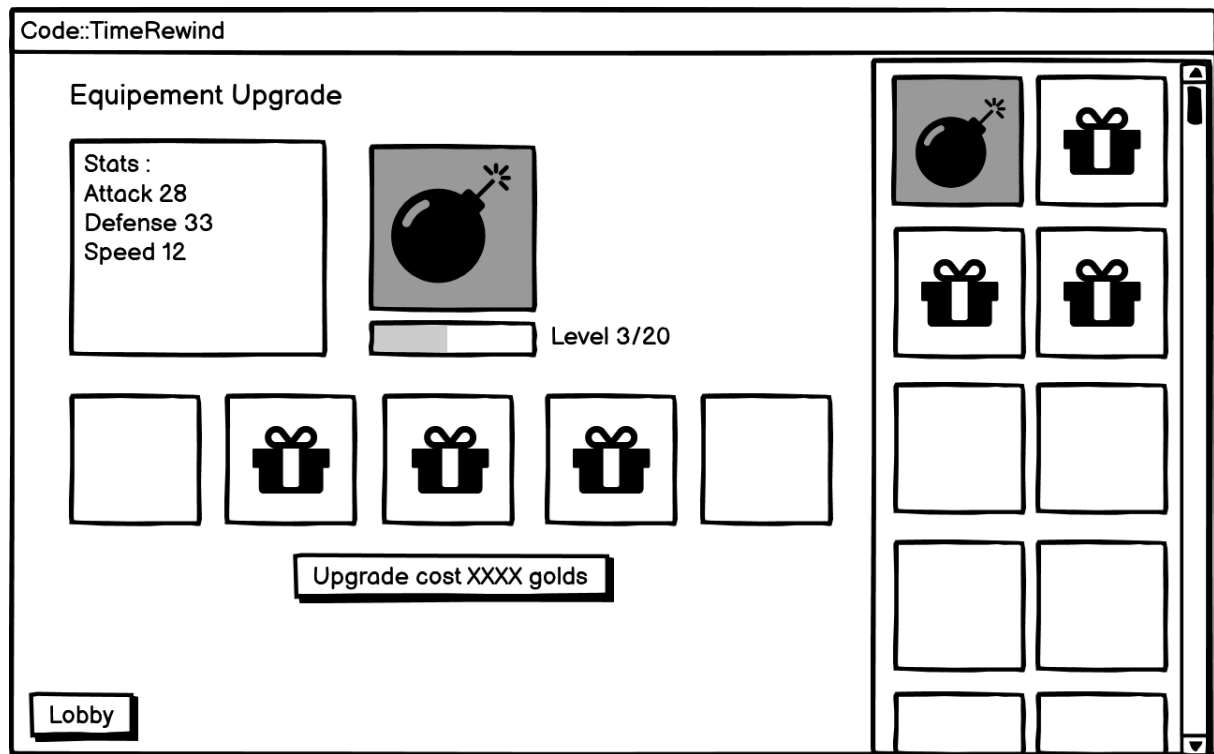 Code::TimeRewind
Equipement Upgrade
Stats :
Attack 28
Defense 33
Speed 12
Level 3/20
Upgrade cost XXXX golds
Lobby